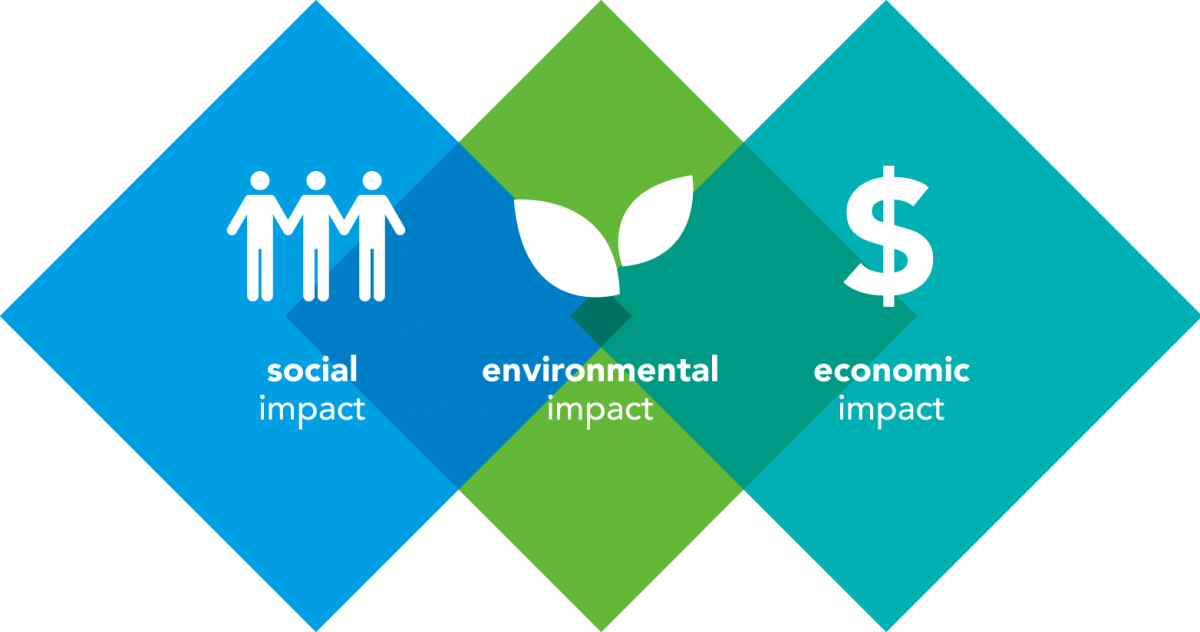 social
impact
environmental
impact
economic
impact
$